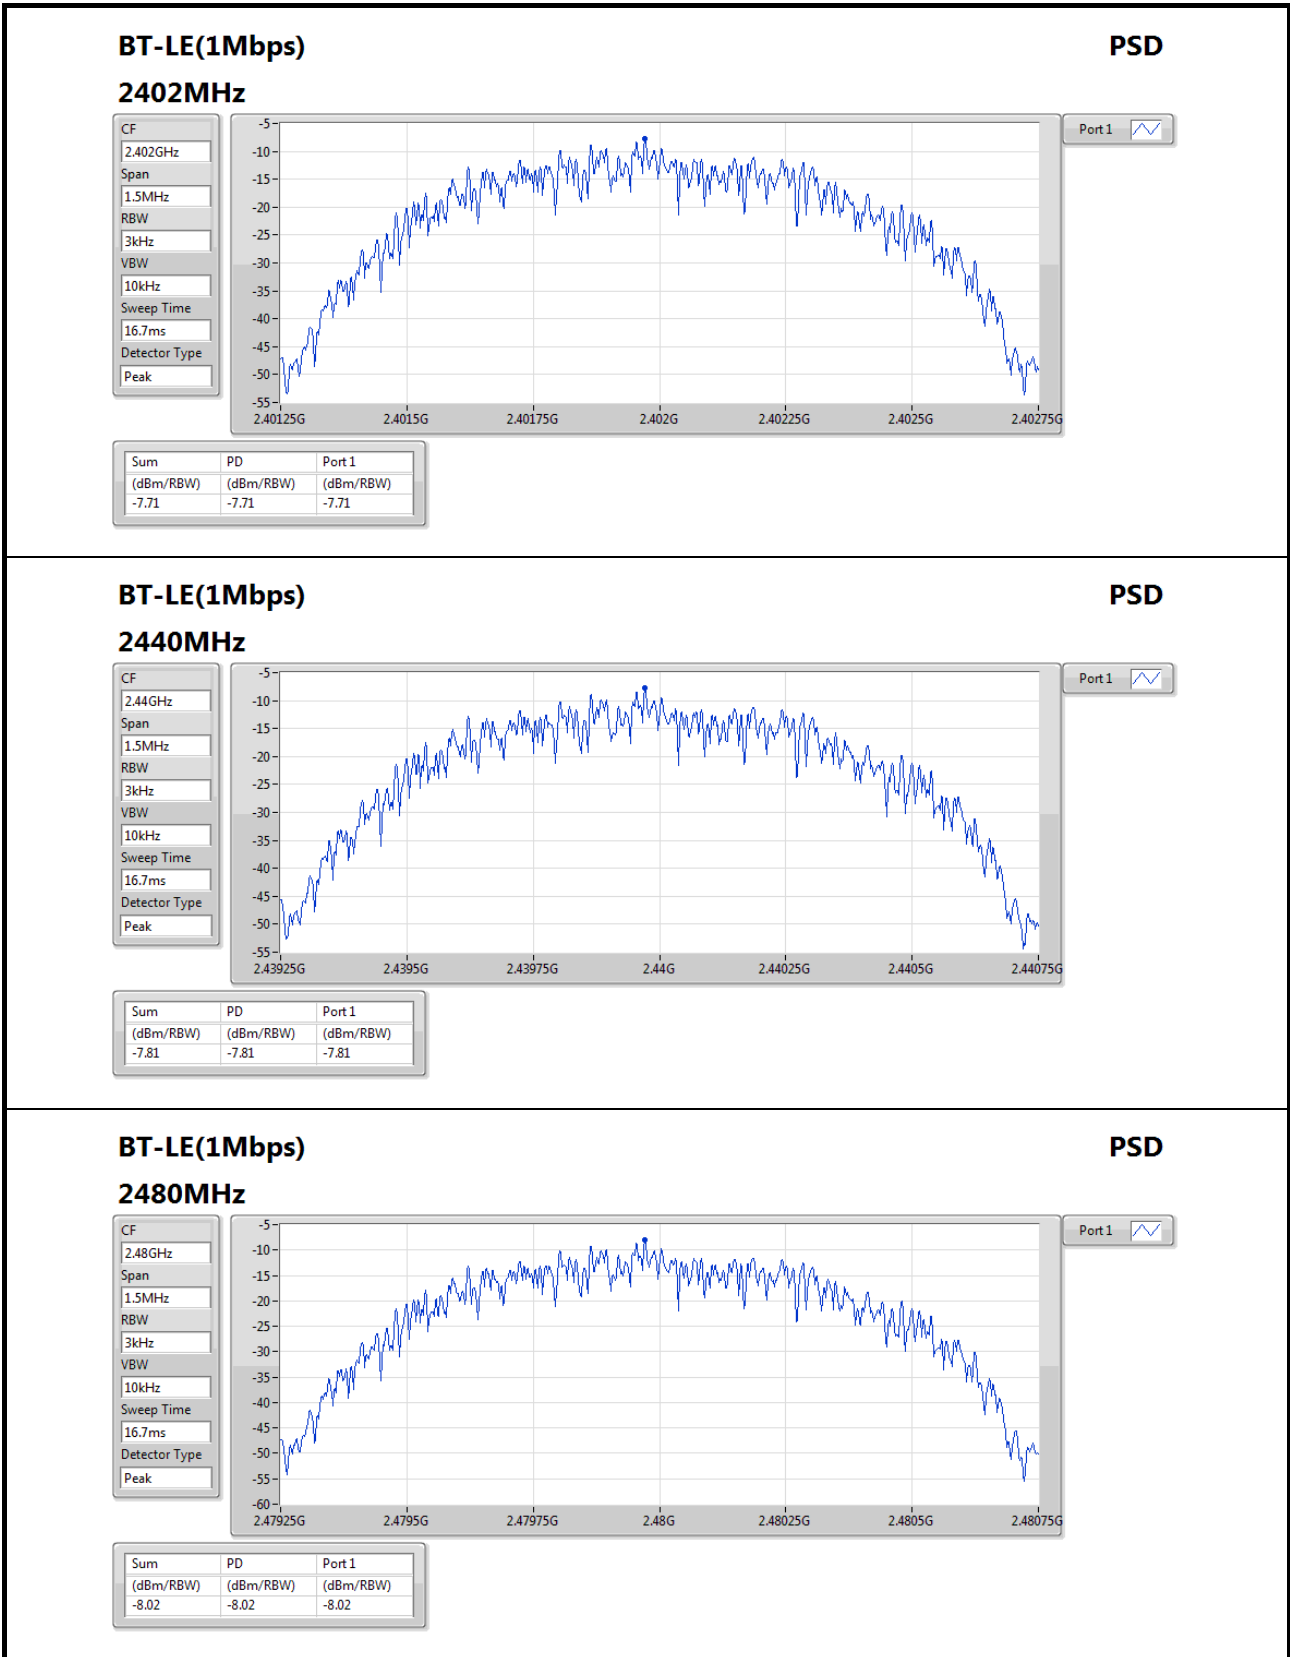 BT-LE(1Mbps) PSD
2402MHz
CF
2.402GHz
Span
1.5MHz
RBW
3kHz
VBW
10kHz
Sweep Time
16.7ms
Detector Type
Peak
-5
-10
-15
-20
-25
-30
-35
-40
-45
-50
-55
2.40125G 2.4015G 2.40175G 2.402G 2.40225G 2.4025G 2.40275G
Port 1
Sum PD Port 1
(dBm/RBW) (dBm/RBW) (dBm/RBW)
-7.71 -7.71 -7.71
BT-LE(1Mbps) PSD
2440MHz
CF
2.44GHz
Span
1.5MHz
RBW
3kHz
VBW
10kHz
Sweep Time
16.7ms
Detector Type
Peak
-5
-10
-15
-20
-25
-30
-35
-40
-45
-50
-55
2.43925G 2.4395G 2.43975G 2.44G 2.44025G 2.4405G 2.44075G
Port 1
Sum PD Port 1
(dBm/RBW) (dBm/RBW) (dBm/RBW)
-7.81 -7.81 -7.81
BT-LE(1Mbps) PSD
2480MHz
CF
2.48GHz
Span
1.5MHz
RBW
3kHz
VBW
10kHz
Sweep Time
16.7ms
Detector Type
Peak
-5
-10
-15
-20
-25
-30
-35
-40
-45
-50
-55
-60
2.47925G 2.4795G 2.47975G 2.48G 2.48025G 2.4805G 2.48075G
Port 1
Sum PD Port 1
(dBm/RBW) (dBm/RBW) (dBm/RBW)
-8.02 -8.02 -8.02